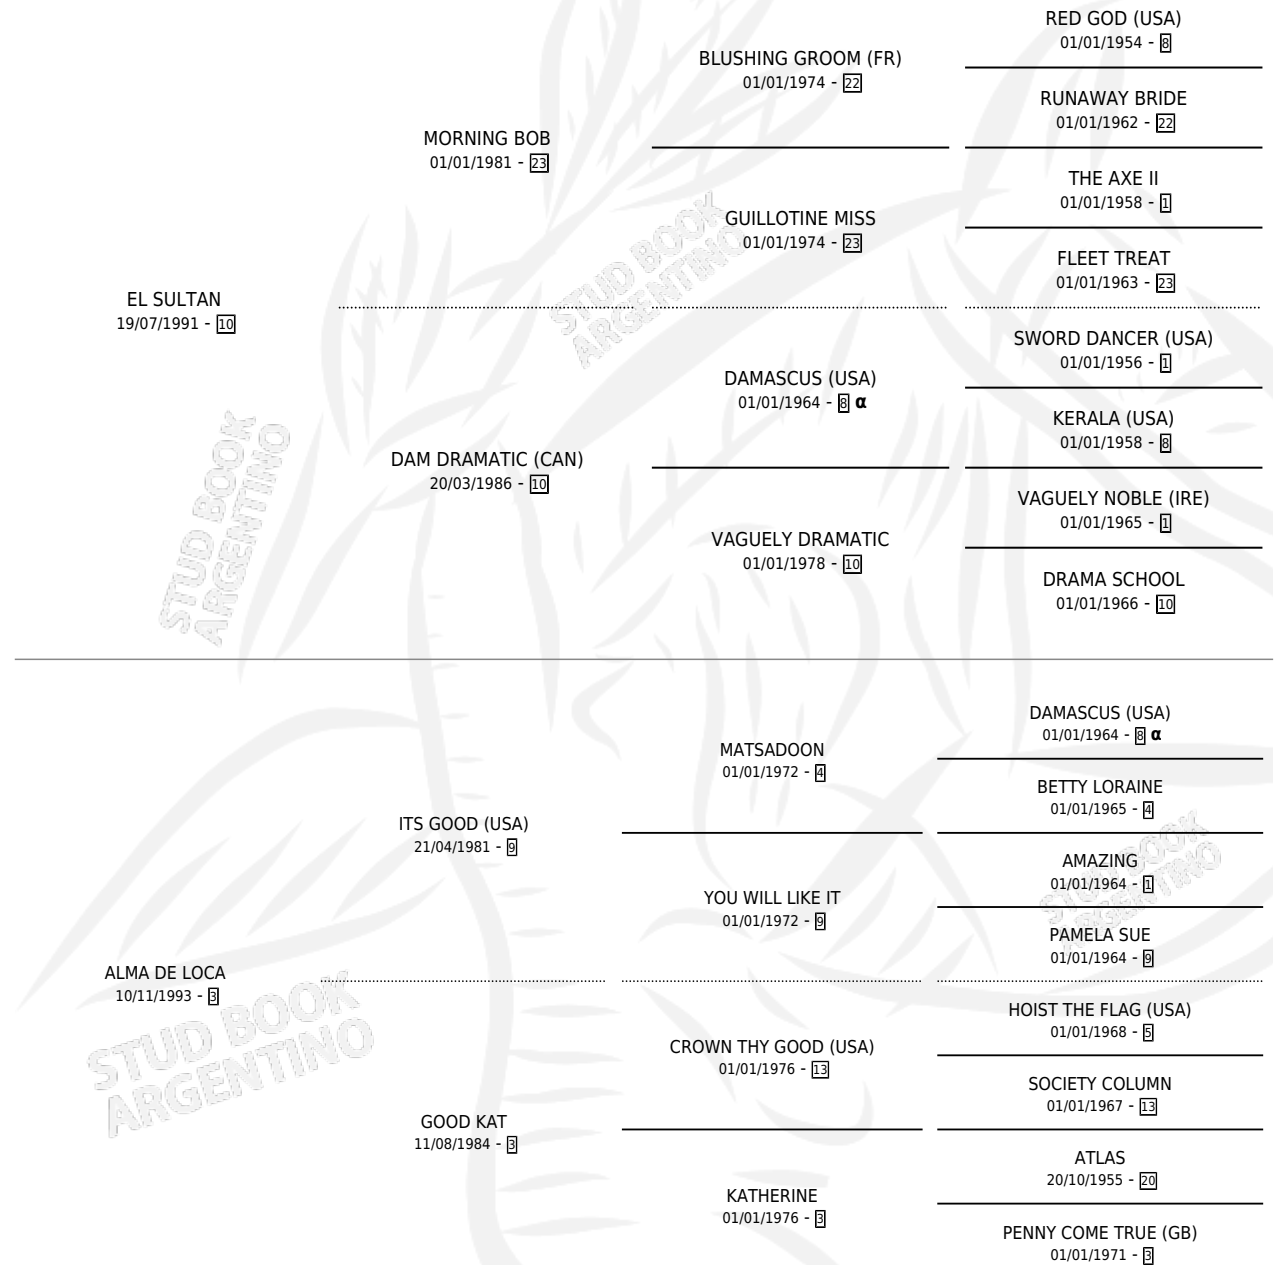 RED GOD (USA)
01/01/1954 - 8
BLUSHING GROOM (FR)
01/01/1974 - 22
RUNAWAY BRIDE
01/01/1962 - 22
MORNING BOB
01/01/1981 - 23
THE AXE II
01/01/1958 - 1
GUILLOTINE MISS
01/01/1974 - 23
FLEET TREAT
01/01/1963 - 23
EL SULTAN
19/07/1991 - 10
SWORD DANCER (USA)
01/01/1956 - 1
DAMASCUS (USA)
01/01/1964 - 8 α
KERALA (USA)
01/01/1958 - 8
DAM DRAMATIC (CAN)
20/03/1986 - 10
VAGUELY NOBLE (IRE)
01/01/1965 - 1
VAGUELY DRAMATIC
01/01/1978 - 10
DRAMA SCHOOL
01/01/1966 - 10
DAMASCUS (USA)
01/01/1964 - 8 α
MATSADOON
01/01/1972 - 4
BETTY LORAINE
01/01/1965 - 4
ITS GOOD (USA)
21/04/1981 - 9
AMAZING
01/01/1964 - 1
YOU WILL LIKE IT
01/01/1972 - 9
PAMELA SUE
01/01/1964 - 9
ALMA DE LOCA
10/11/1993 - 3
HOIST THE FLAG (USA)
01/01/1968 - 5
CROWN THY GOOD (USA)
01/01/1976 - 13
SOCIETY COLUMN
01/01/1967 - 13
GOOD KAT
11/08/1984 - 3
ATLAS
20/10/1955 - 20
KATHERINE
01/01/1976 - 3
PENNY COME TRUE (GB)
01/01/1971 - 3
STUD BOOK
ARGENTINO
STUD BOOK
ARGENTINO
STUD BOOK
ARGENTINO
STUD BOOK
ARGENTINO